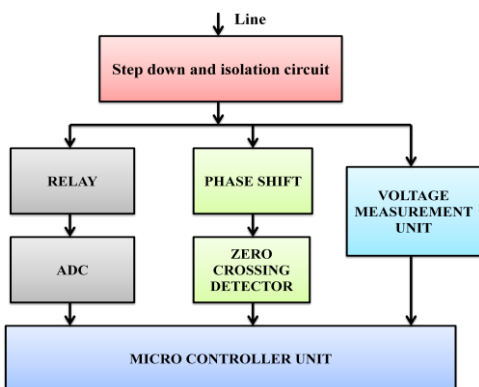 Line
Step down and isolation circuit
RELAY
PHASE SHIFT
VOLTAGE
MEASUREMENT
UNIT
ADC
ZERO
CROSSING
DETECTOR
MICRO CONTROLLER UNIT